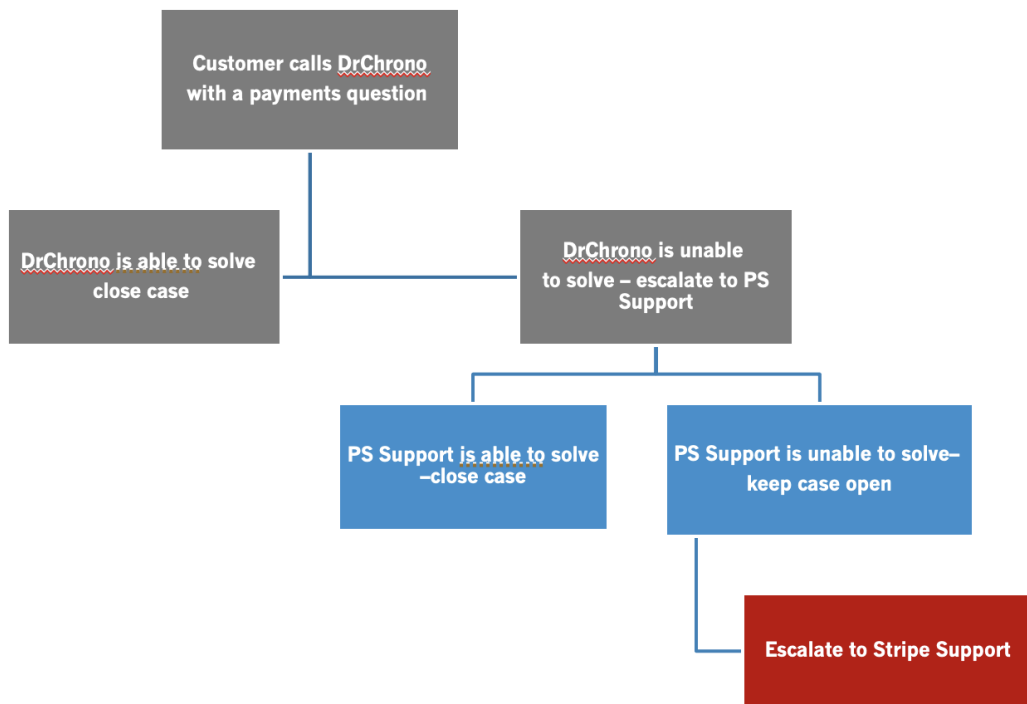 Customer calls DrChrono
with a payments question
DrChrono is able to solve
close case
DrChrono is unable
to solve – escalate to PS
Support
PS Support is able to solve
–close case
PS Support is unable to solve–
keep case open
Escalate to Stripe Support